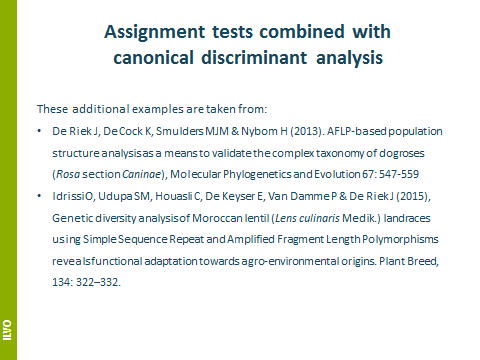 Assignment tests combined with
canonical discriminant analysis
These additional examples are taken from:
• De Riek J, De Cock K, Smulders MJM & Nybom H (2013). AFLP-based population
structure analysis as a means to validate the complex taxonomy of dogroses
(Rosa section Caninae), Molecular Phylogenetics and Evolution 67: 547-559
• Idrissi O, Udupa SM, Houasli C, De Keyser E, Van Damme P & De Riek J (2015),
Genetic diversity analysis of Moroccan lentil (Lens culinaris Medik.) landraces
using Simple Sequence Repeat and Amplified Fragment Length Polymorphisms
reveals functional adaptation towards agro-environmental origins. Plant Breed,
134: 322–332.
ILVO